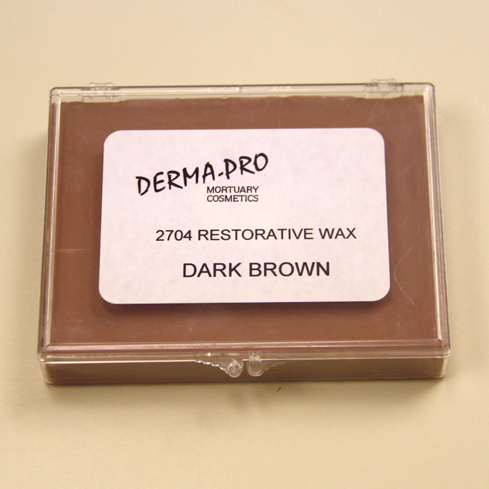 DERMA-PRO
MORTUARY
COSMETICS
2704 RESTORATIVE WAX
DARK BROWN